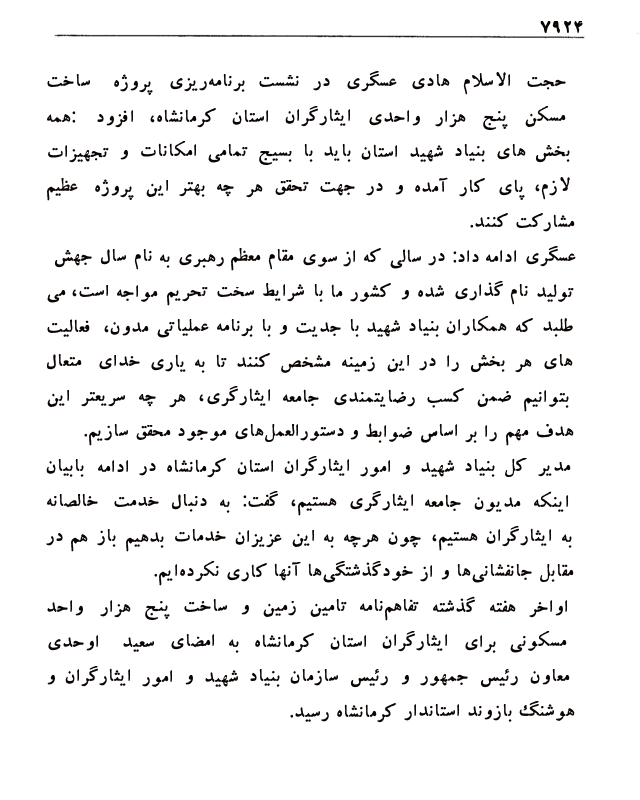 ۷۹۲۴
حجت الاسلام هادی عسگری در نشست برنامه‌ریزی پروژه ساخت
مسکن پنج هزار واحدی ایثارگران استان کرمانشاه، افزود :همه
بخش های بنیاد شهید استان باید با بسیج تمامی امکانات و تجهیزات
لازم، پای کار آمده و در جهت تحقق هر چه بهتر این پروژه عظیم
مشارکت کنند.
عسگری ادامه داد: در سالی که از سوی مقام معظم رهبری به نام سال جهش
تولید نام گذاری شده و کشور ما با شرایط سخت تحریم مواجه است، می
طلبد که همکاران بنیاد شهید با جدیت و با برنامه عملیاتی مدون، فعالیت
های هر بخش را در این زمینه مشخص کنند تا به یاری خدای متعال
بتوانیم ضمن کسب رضایتمندی جامعه ایثارگری، هر چه سریعتر این
هدف مهم را بر اساس ضوابط و دستورالعمل‌های موجود محقق سازیم.
مدیر کل بنیاد شهید و امور ایثارگران استان کرمانشاه در ادامه بابیان
اینکه مدیون جامعه ایثارگری هستیم، گفت: به دنبال خدمت خالصانه
به ایثارگران هستیم، چون هرچه به این عزیزان خدمات بدهیم باز هم در
مقابل جانفشانی‌ها و از خودگذشتگی‌ها آنها کاری نکرده‌ایم.
اواخر هفته گذشته تفاهم‌نامه تامین زمین و ساخت پنج هزار واحد
مسکونی برای ایثارگران استان کرمانشاه به امضای سعید اوحدی
معاون رئیس جمهور و رئیس سازمان بنیاد شهید و امور ایثارگران و
هوشنگ بازوند استاندار کرمانشاه رسید.